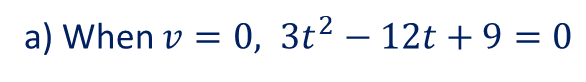 a) When v = 0, 3t² − 12t + 9 = 0